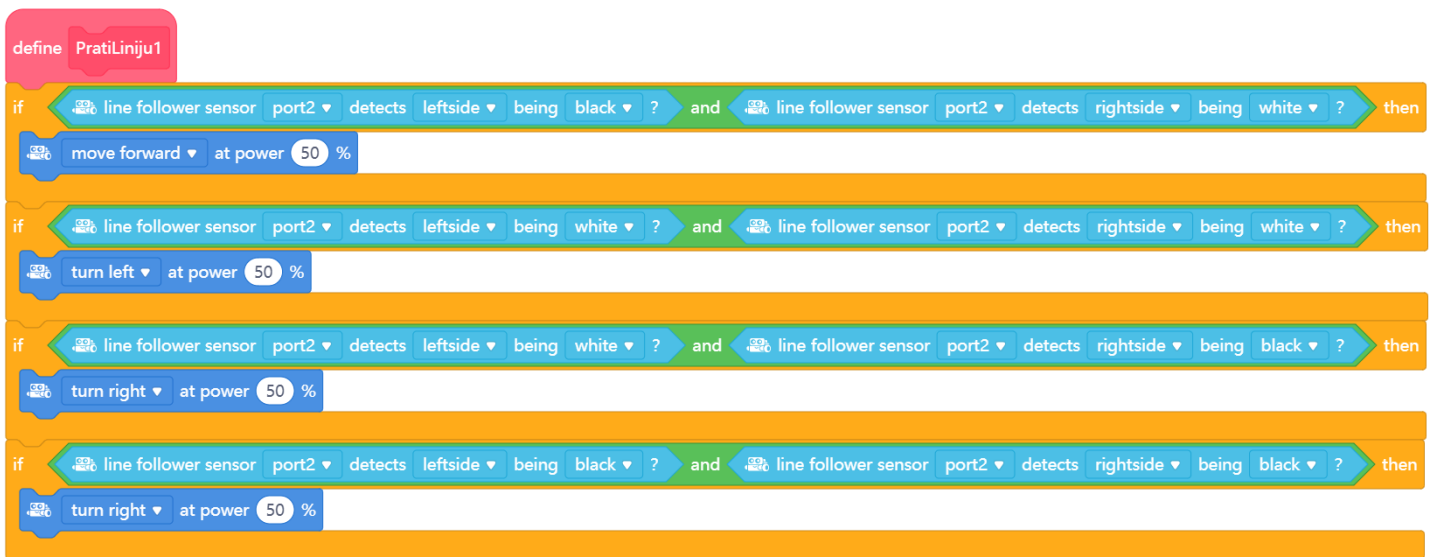 define PratiLiniju1
if line follower sensor port2 detects leftside being black ? and line follower sensor port2 detects rightside being white ? then
move forward at power 50 %
if line follower sensor port2 detects leftside being white ? and line follower sensor port2 detects rightside being white ? then
turn left at power 50 %
if line follower sensor port2 detects leftside being white ? and line follower sensor port2 detects rightside being black ? then
turn right at power 50 %
if line follower sensor port2 detects leftside being black ? and line follower sensor port2 detects rightside being black ? then
turn right at power 50 %